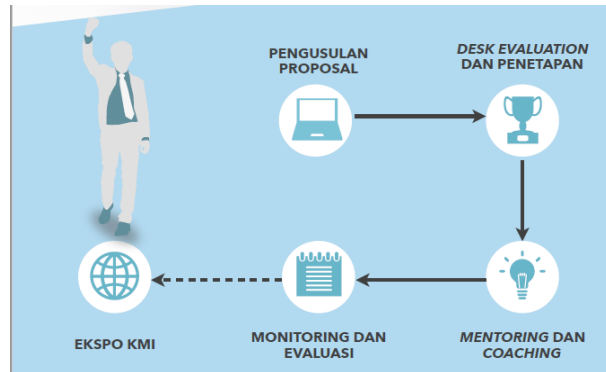 PENGUSULAN
PROPOSAL
DESK EVALUATION
DAN PENETAPAN
EKSPO KMI
MONITORING DAN
EVALUASI
MENTORING DAN
COACHING